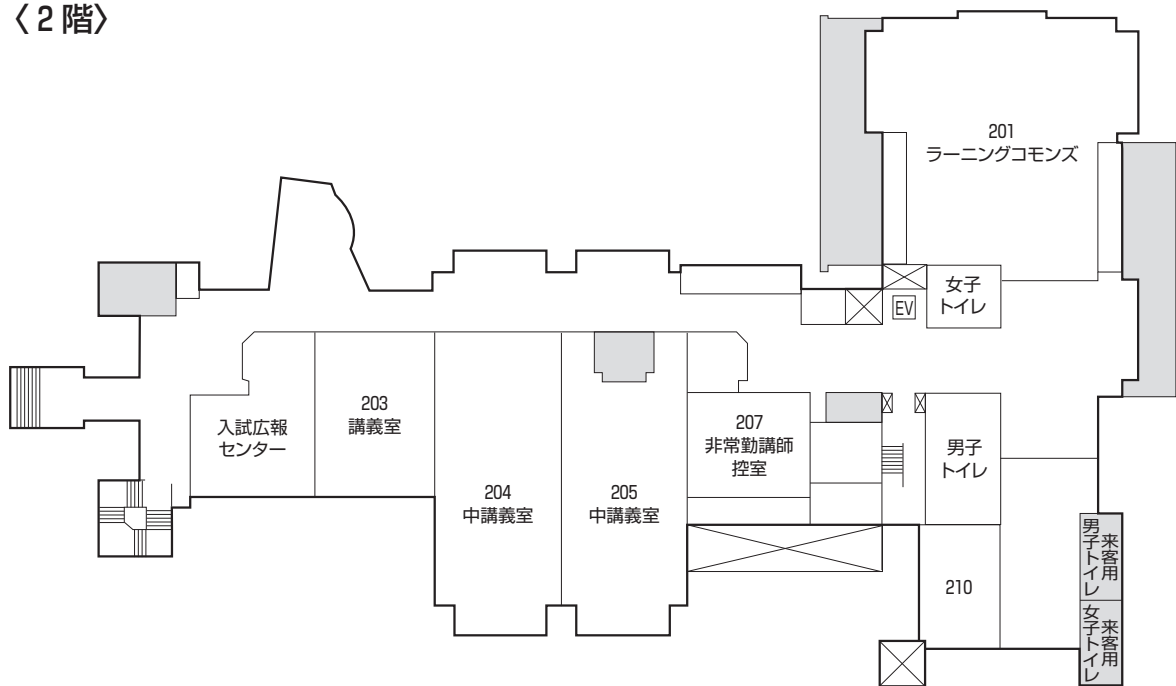 〈2階〉
201
ラーニングコモンズ
女子
トイレ
EV
入試広報
センター
203
講義室
204
中講義室
205
中講義室
207
非常勤講師
控室
男子
トイレ
210
来客用
男子トイレ
来客用
女子トイレ